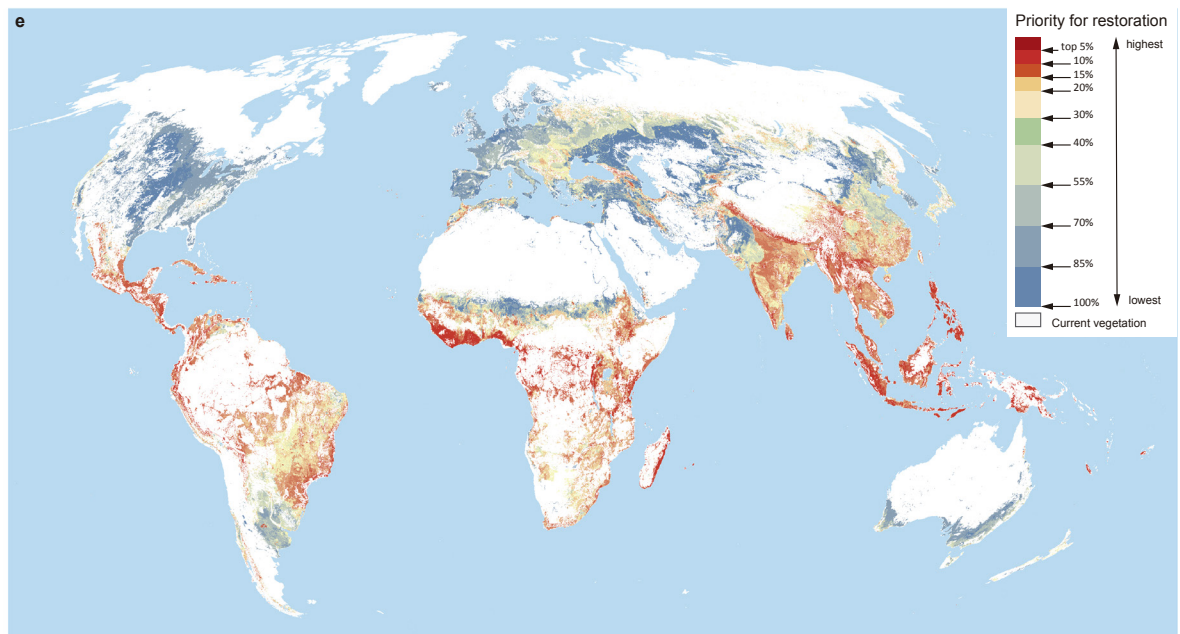 e
Priority for restoration
top 5%
highest
10%
15%
20%
30%
40%
55%
70%
85%
100%
lowest
Current vegetation